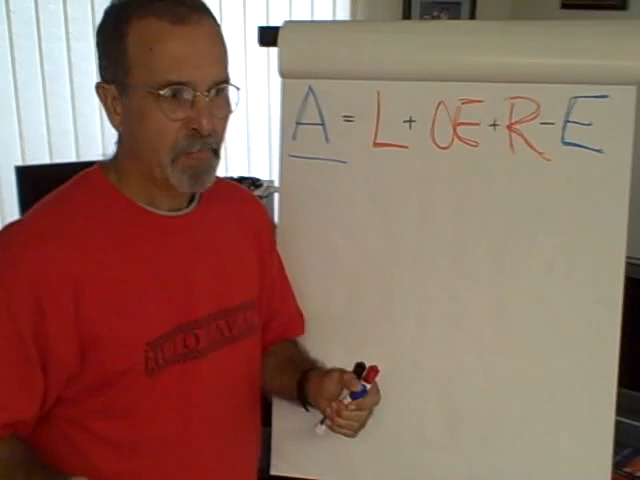 A = L + OE + R - E